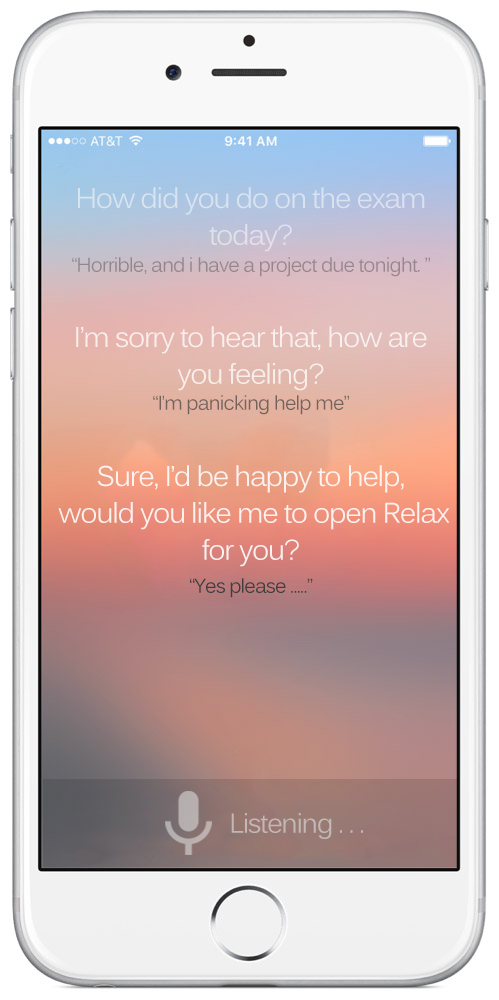 AT&T 9:41 AM
How did you do on the exam
today?
“Horrible, and i have a project due tonight. ”
I’m sorry to hear that, how are
you feeling?
“I’m panicking help me”
Sure, I’d be happy to help,
would you like me to open Relax
for you?
“Yes please .....”
Listening . . .